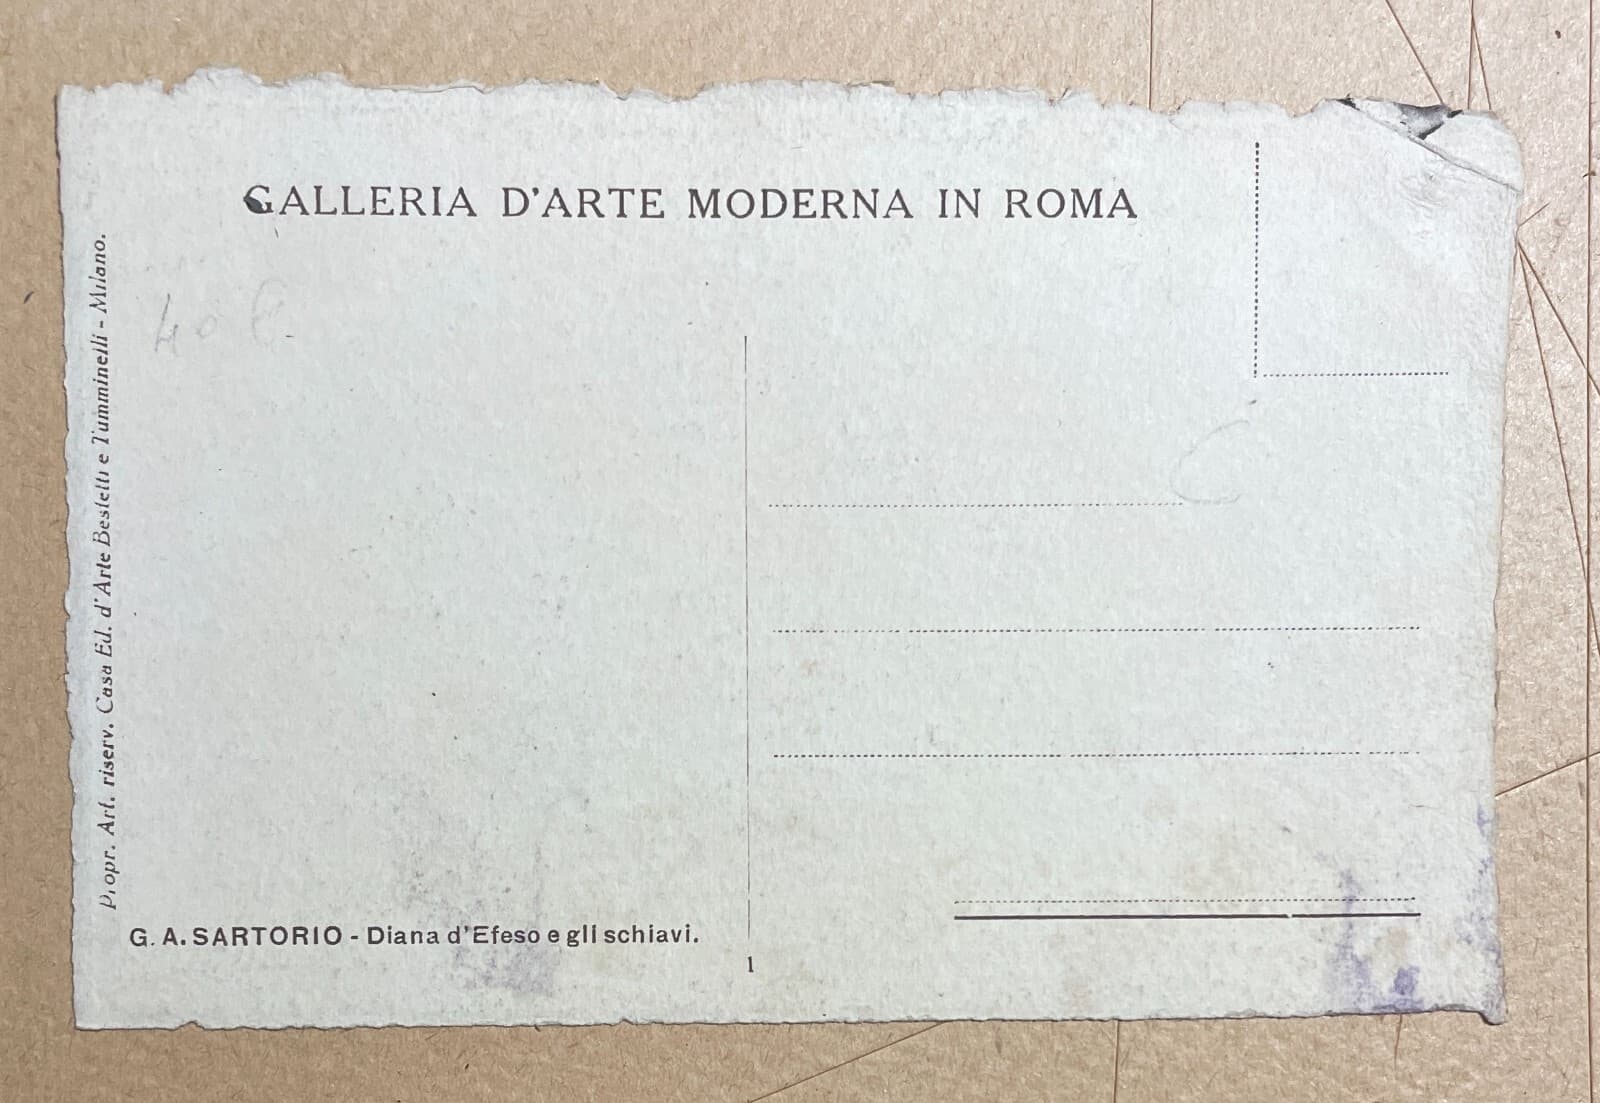 GALLERIA D'ARTE MODERNA IN ROMA
Propr. Art. riserv. Casa Ed. d'Arte Bestetti e Tumminelli - Milano.
40 £
G. A. SARTORIO - Diana d'Efeso e gli schiavi.
1